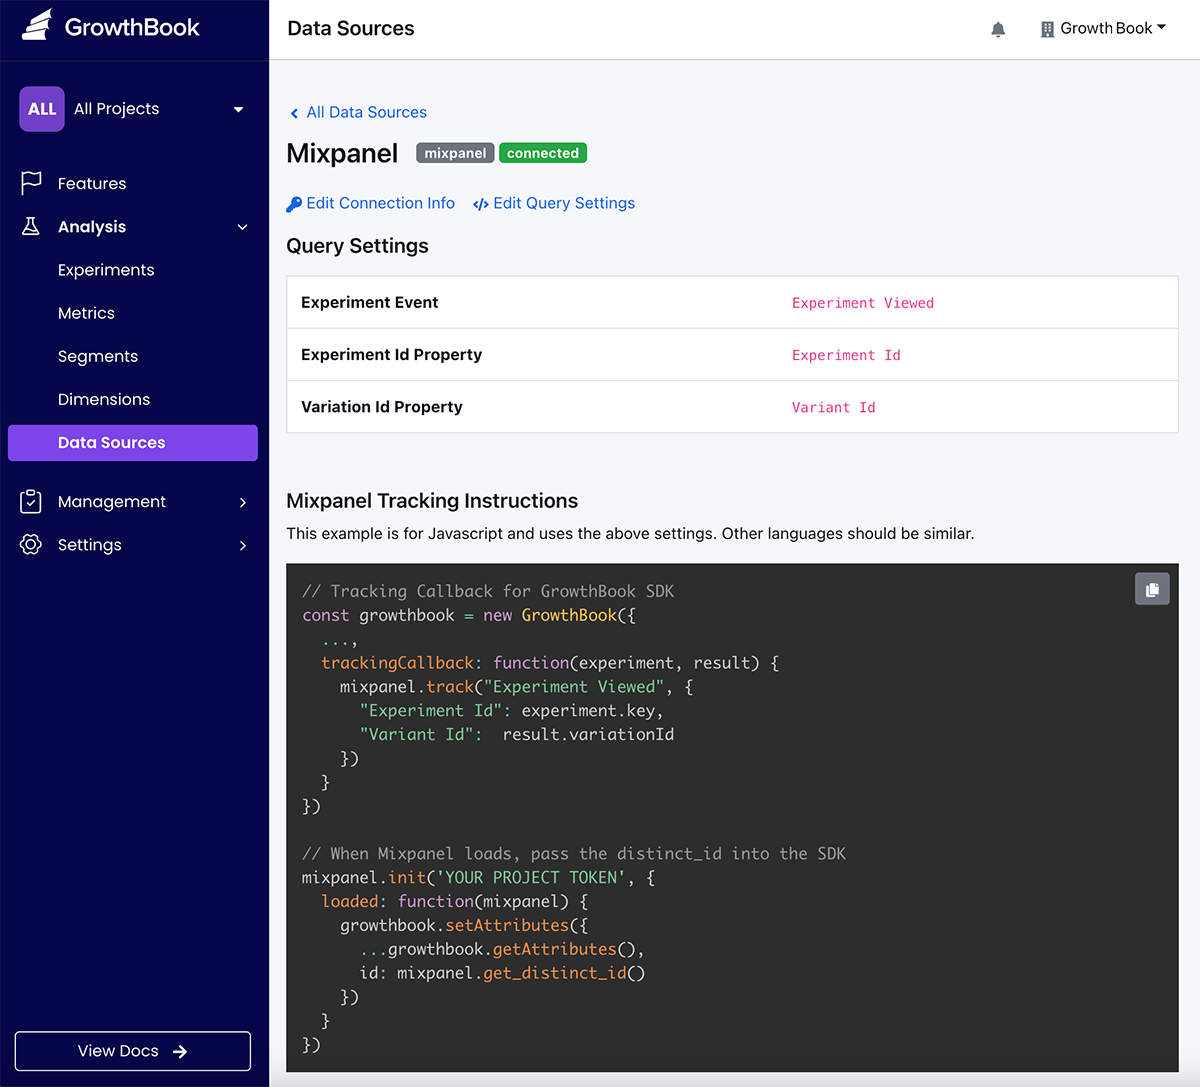 GrowthBook
Data Sources
Growth Book
ALL All Projects
Features
Analysis
Experiments
Metrics
Segments
Dimensions
Data Sources
Management
Settings
View Docs
All Data Sources
Mixpanel mixpanel connected
Edit Connection Info </> Edit Query Settings
Query Settings
Experiment Event Experiment Viewed
Experiment Id Property Experiment Id
Variation Id Property Variant Id
Mixpanel Tracking Instructions
This example is for Javascript and uses the above settings. Other languages should be similar.
// Tracking Callback for GrowthBook SDK
const growthbook = new GrowthBook({
  ...,
  trackingCallback: function(experiment, result) {
    mixpanel.track("Experiment Viewed", {
      "Experiment Id": experiment.key,
      "Variant Id":  result.variationId
    })
  }
})
// When Mixpanel loads, pass the distinct_id into the SDK
mixpanel.init('YOUR PROJECT TOKEN', {
  loaded: function(mixpanel) {
    growthbook.setAttributes({
      ...growthbook.getAttributes(),
      id: mixpanel.get_distinct_id()
    })
  }
})